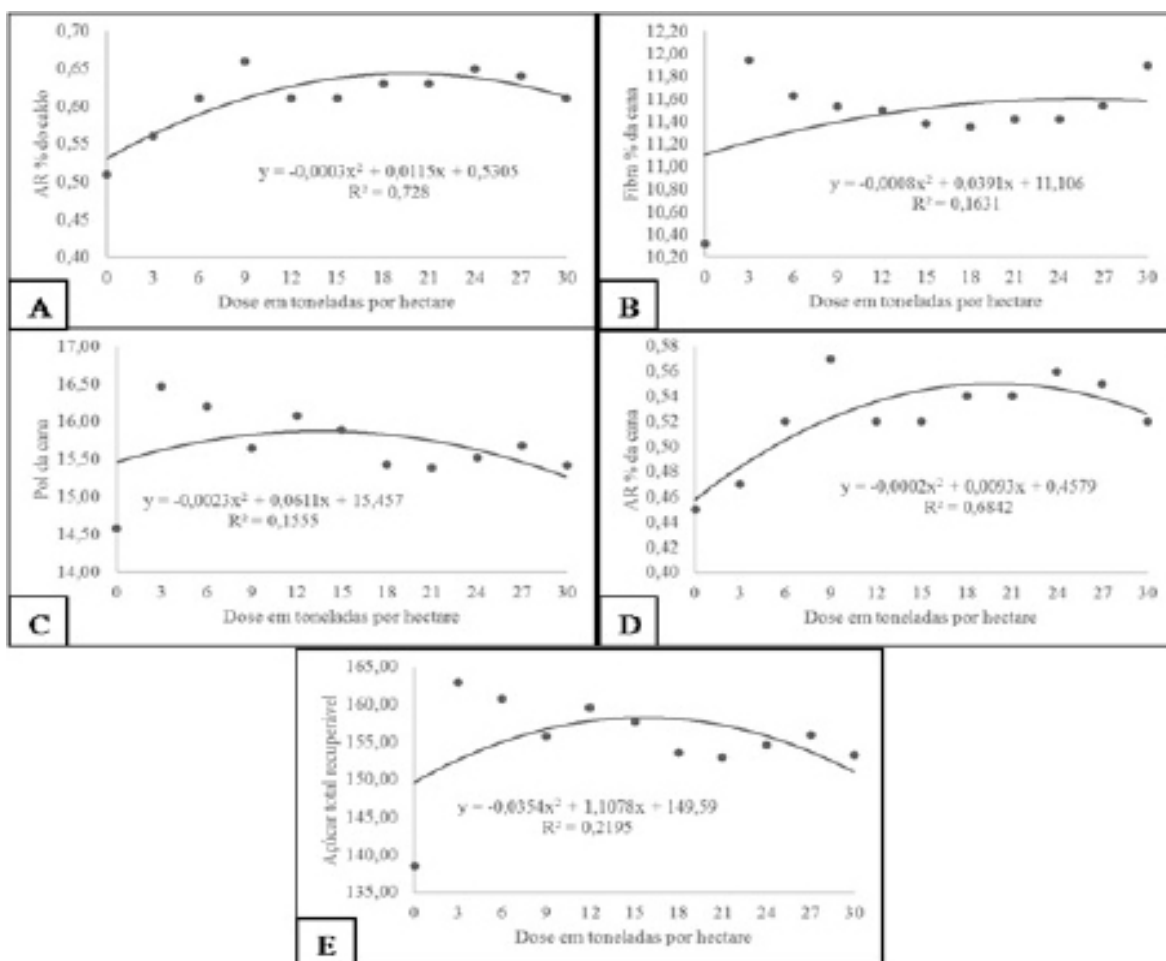 AR % do caldo
0,70
0,65
0,60
0,55
0,50
0,45
0,40
y = -0,0003x² + 0,0115x + 0,5305
R² = 0,728
0 3 6 9 12 15 18 21 24 27 30
Dose em toneladas por hectare
A
Fibra % da cana
12,20
12,00
11,80
11,60
11,40
11,20
11,00
10,80
10,60
10,40
10,20
y = -0,0008x² + 0,0391x + 11,106
R² = 0,1631
0 3 6 9 12 15 18 21 24 27 30
Dose em toneladas por hectare
B
Pol da cana
17,00
16,50
16,00
15,50
15,00
14,50
14,00
y = -0,0023x² + 0,0611x + 15,457
R² = 0,1555
0 3 6 9 12 15 18 21 24 27 30
Dose em toneladas por hectare
C
AR % da cana
0,58
0,56
0,54
0,52
0,50
0,48
0,46
0,44
0,42
0,40
y = -0,0002x² + 0,0093x + 0,4579
R² = 0,6842
0 3 6 9 12 15 18 21 24 27 30
Dose em toneladas por hectare
D
Açúcar total recuperável
165,00
160,00
155,00
150,00
145,00
140,00
135,00
y = -0,0354x² + 1,1078x + 149,59
R² = 0,2195
0 3 6 9 12 15 18 21 24 27 30
Dose em toneladas por hectare
E